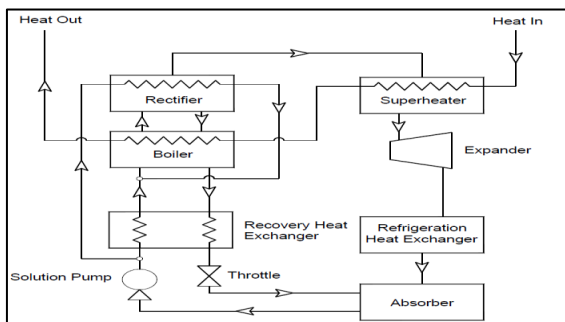 Heat Out
Heat In
Rectifier
Superheater
Boiler
Expander
Recovery Heat
Exchanger
Refrigeration
Heat Exchanger
Solution Pump
Throttle
Absorber